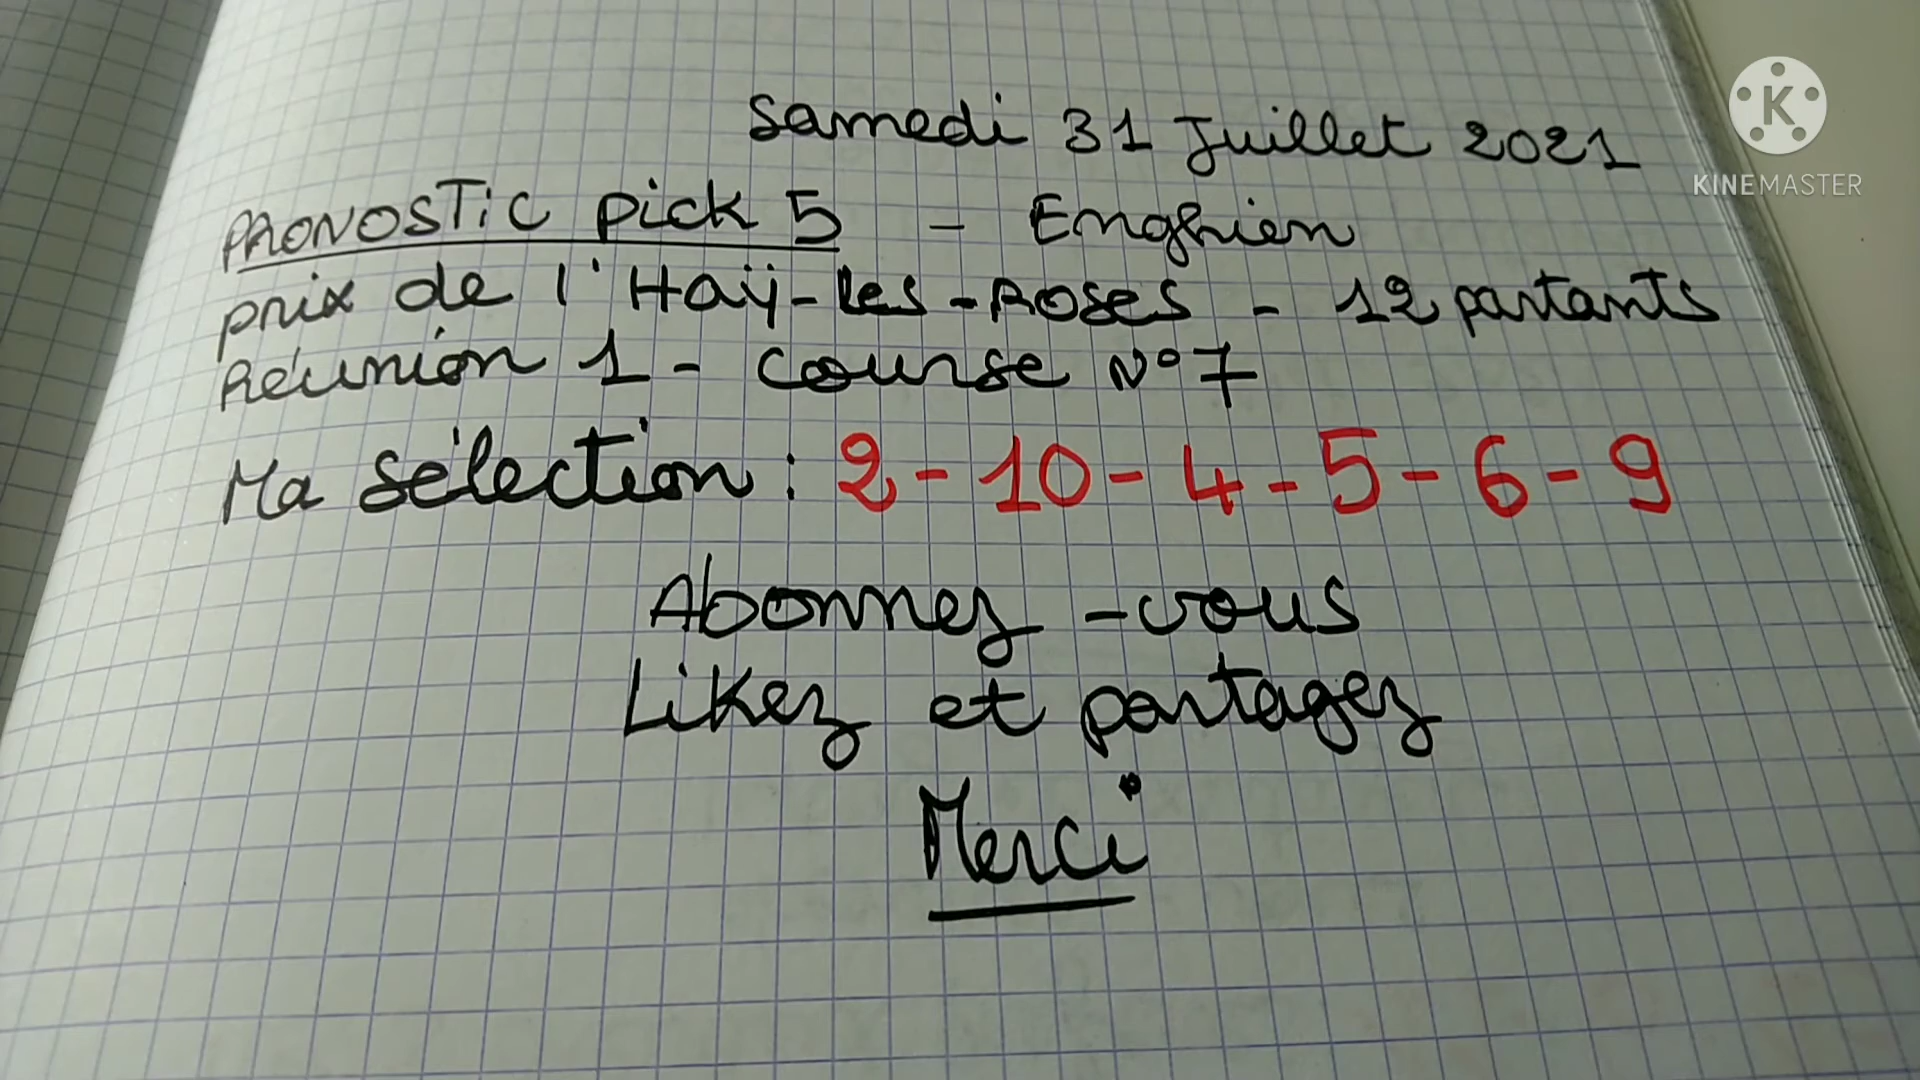 Samedi 31 Juillet 2021
PRONOSTIC pick 5 - Enghien
prix de l'Haÿ-Les-Roses - 12 partants
Réunion 1 - course N°7
Ma sélection : 2 - 10 - 4 - 5 - 6 - 9
Abonnez-vous
Likez et partagez
Merci
K
KINEMASTER